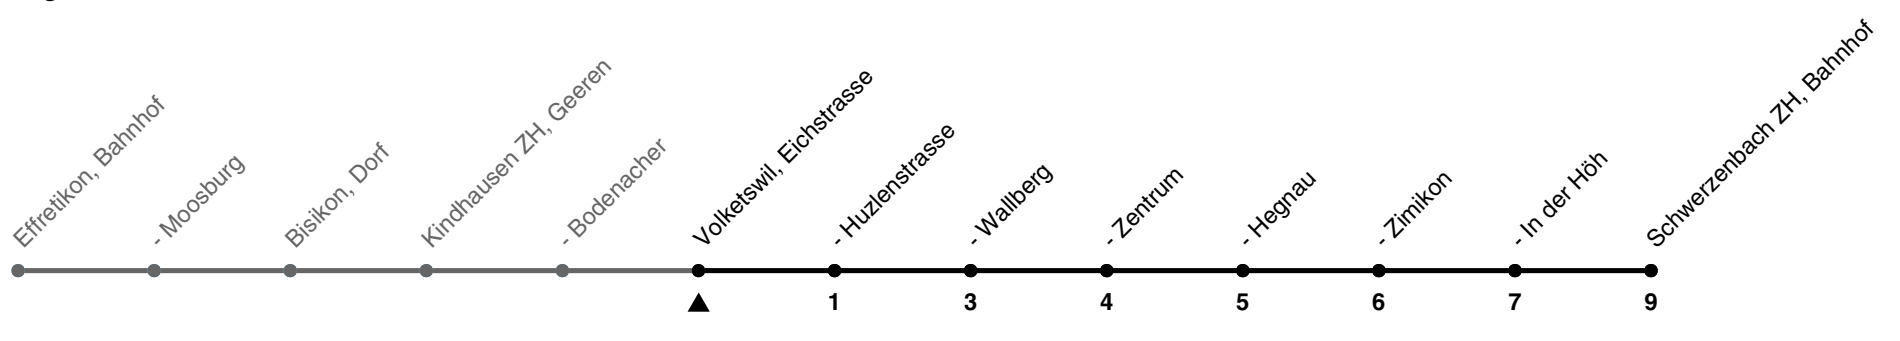 Effretikon, Bahnhof
- Moosburg
Bisikon, Dorf
Kindhausen ZH, Geeren
- Bodenacher
Volketswil, Eichstrasse
- Huzlenstrasse
- Wallberg
- Zentrum
- Hegnau
- Zimikon
- In der Höh
Schwerzenbach ZH, Bahnhof
1 3 4 5 6 7 9